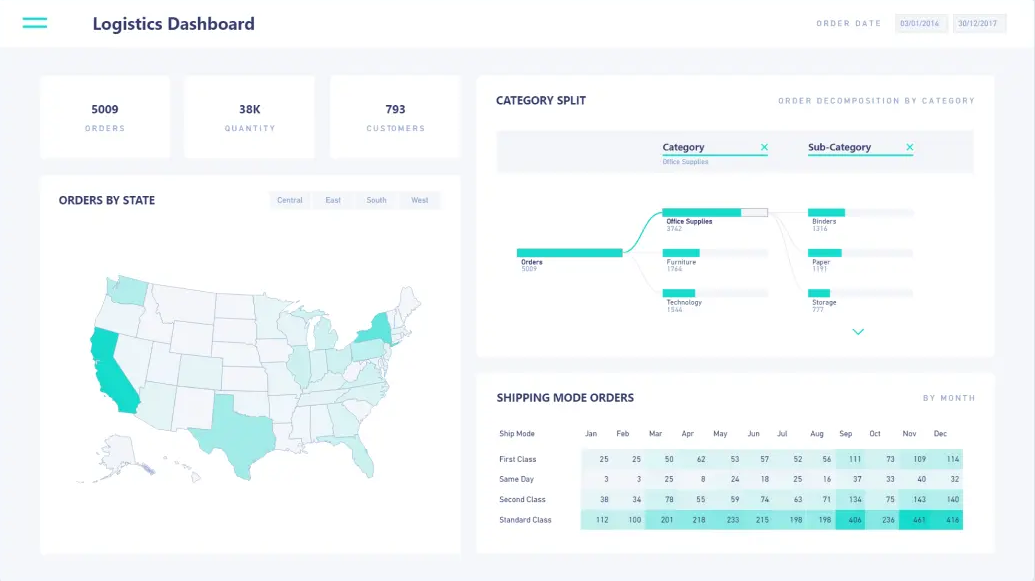 Logistics Dashboard
ORDER DATE 03/01/2014 30/12/2017
5009
ORDERS
38K
QUANTITY
793
CUSTOMERS
ORDERS BY STATE
Central East South West
CATEGORY SPLIT
ORDER DECOMPOSITION BY CATEGORY
Category
Office Supplies
Sub-Category
Orders
5009
Office Supplies
3742
Furniture
1764
Technology
1544
Binders
1316
Paper
1191
Storage
777
SHIPPING MODE ORDERS
BY MONTH
Ship Mode Jan Feb Mar Apr May Jun Jul Aug Sep Oct Nov Dec
First Class 25 25 50 62 53 57 52 56 111 73 109 114
Same Day 3 3 25 8 24 18 25 16 37 33 40 32
Second Class 38 34 78 55 59 74 63 71 134 75 143 140
Standard Class 112 100 201 218 233 215 198 198 406 236 461 416